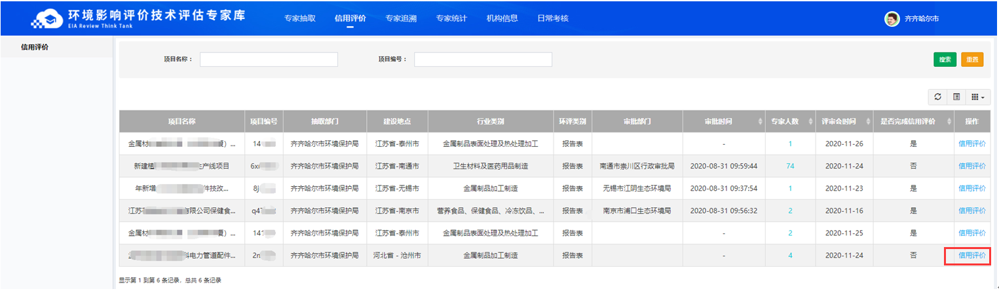 环境影响评价技术评估专家库
EIA Review Think Tank
专家抽取 信用评价 专家追溯 专家统计 机构信息 日常考核 齐齐哈尔市
信用评价
项目名称： 项目编号： 搜索 重置
项目名称 项目编号 抽取部门 建设地点 行业类别 环评类别 审批部门 审批时间 专家人数 评审会时间 是否完成信用评价 操作
金属材 ）... 14 齐齐哈尔市环境保护局 江苏省-泰州市 金属制品表面处理及热处理加工 报告表 - 1 2020-11-26 是 信用评价
新建植 生产线项目 6x 齐齐哈尔市环境保护局 江苏省-南通市 卫生材料及医药用品制造 报告表 南通市崇川区行政审批局 2020-08-31 09:59:44 74 2020-11-24 否 信用评价
年新增 件技改... 8j 齐齐哈尔市环境保护局 江苏省-无锡市 金属制品加工制造 报告表 无锡市江阴生态环境局 2020-08-31 09:37:54 1 2020-11-23 是 信用评价
江苏 有限公司保健食... q4 齐齐哈尔市环境保护局 江苏省-南京市 营养食品、保健食品、冷冻饮品、... 报告表 南京市浦口生态环境局 2020-08-31 09:56:32 2 2020-11-16 是 信用评价
金属材 ）... 14 齐齐哈尔市环境保护局 江苏省-泰州市 金属制品表面处理及热处理加工 报告表 - 2 2020-11-25 是 信用评价
科电力管道配件... 2 齐齐哈尔市环境保护局 河北省 - 沧州市 金属制品加工制造 报告表 - 4 2020-11-24 否 信用评价
显示第 1 到第 6 条记录，总共 6 条记录